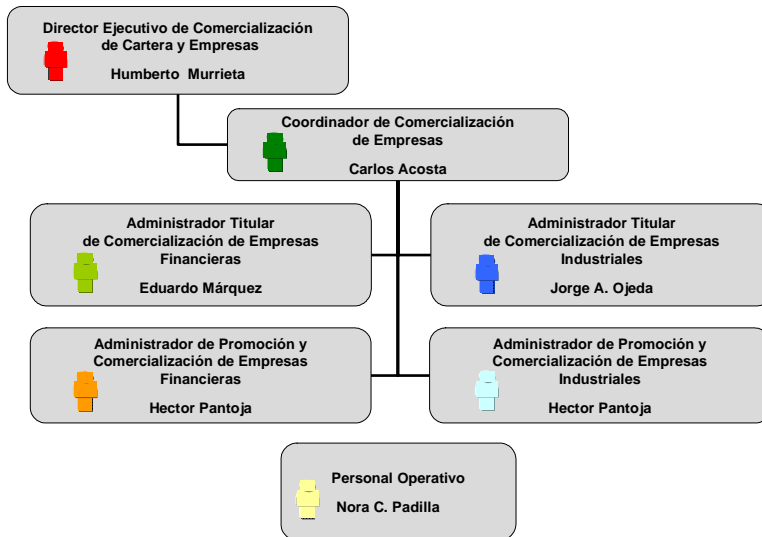 Director Ejecutivo de Comercialización
de Cartera y Empresas
Humberto Murrieta
Coordinador de Comercialización
de Empresas
Carlos Acosta
Administrador Titular
de Comercialización de Empresas
Financieras
Eduardo Márquez
Administrador Titular
de Comercialización de Empresas
Industriales
Jorge A. Ojeda
Administrador de Promoción y
Comercialización de Empresas
Financieras
Hector Pantoja
Administrador de Promoción y
Comercialización de Empresas
Industriales
Hector Pantoja
Personal Operativo
Nora C. Padilla